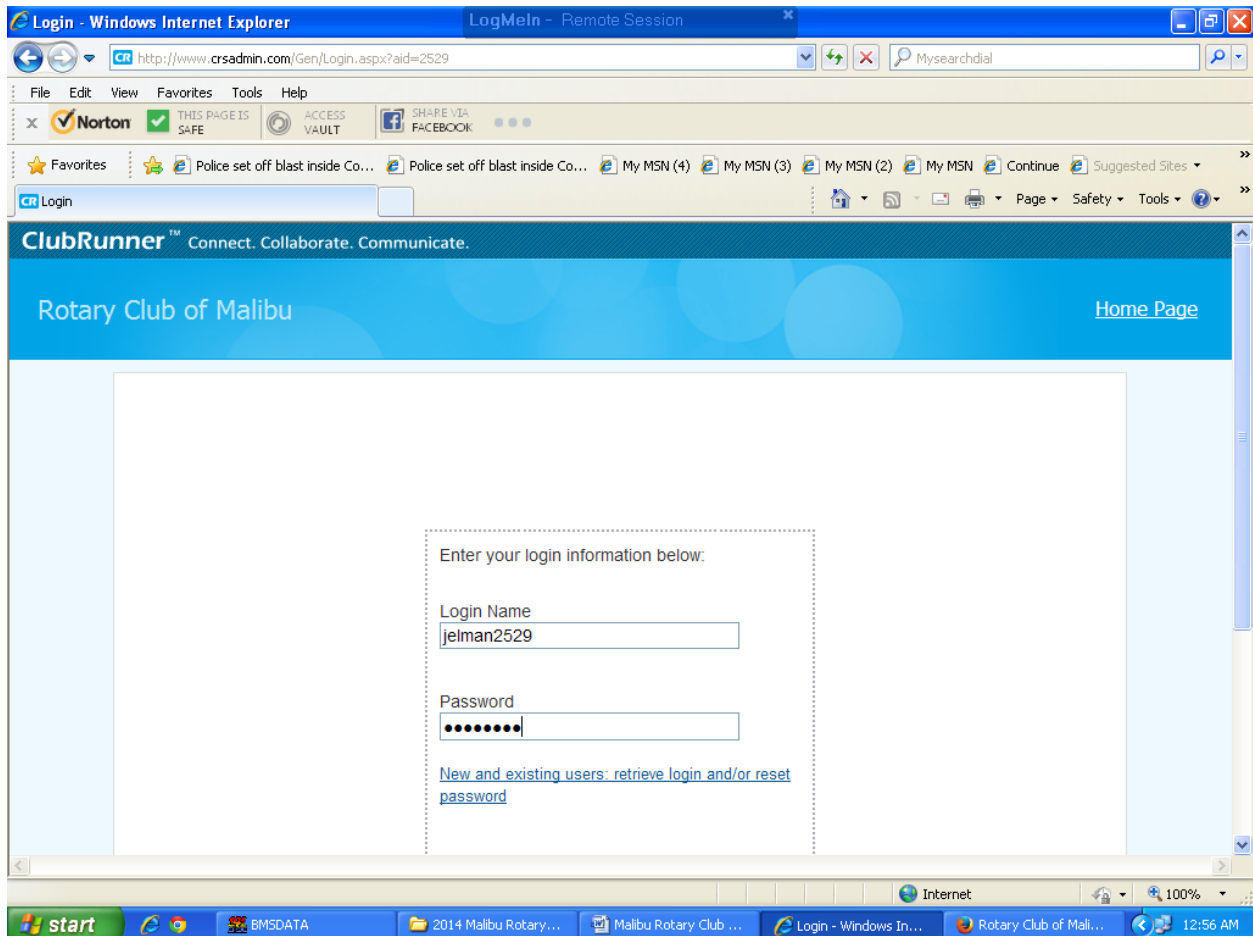 Login - Windows Internet Explorer
LogMeIn - Remote Session
http://www.crsadmin.com/Gen/Login.aspx?aid=2529
Mysearchdial
File Edit View Favorites Tools Help
x Norton THIS PAGE IS SAFE ACCESS VAULT SHARE VIA FACEBOOK
Favorites Police set off blast inside Co... Police set off blast inside Co... My MSN (4) My MSN (3) My MSN (2) My MSN Continue Suggested Sites
CR Login Page Safety Tools
ClubRunner™ Connect. Collaborate. Communicate.
Rotary Club of Malibu
Home Page
Enter your login information below:
Login Name
jelman2529
Password
••••••••
New and existing users: retrieve login and/or reset
password
Internet 100%
start BMSDATA 2014 Malibu Rotary... Malibu Rotary Club ... Login - Windows In... Rotary Club of Mali... 12:56 AM